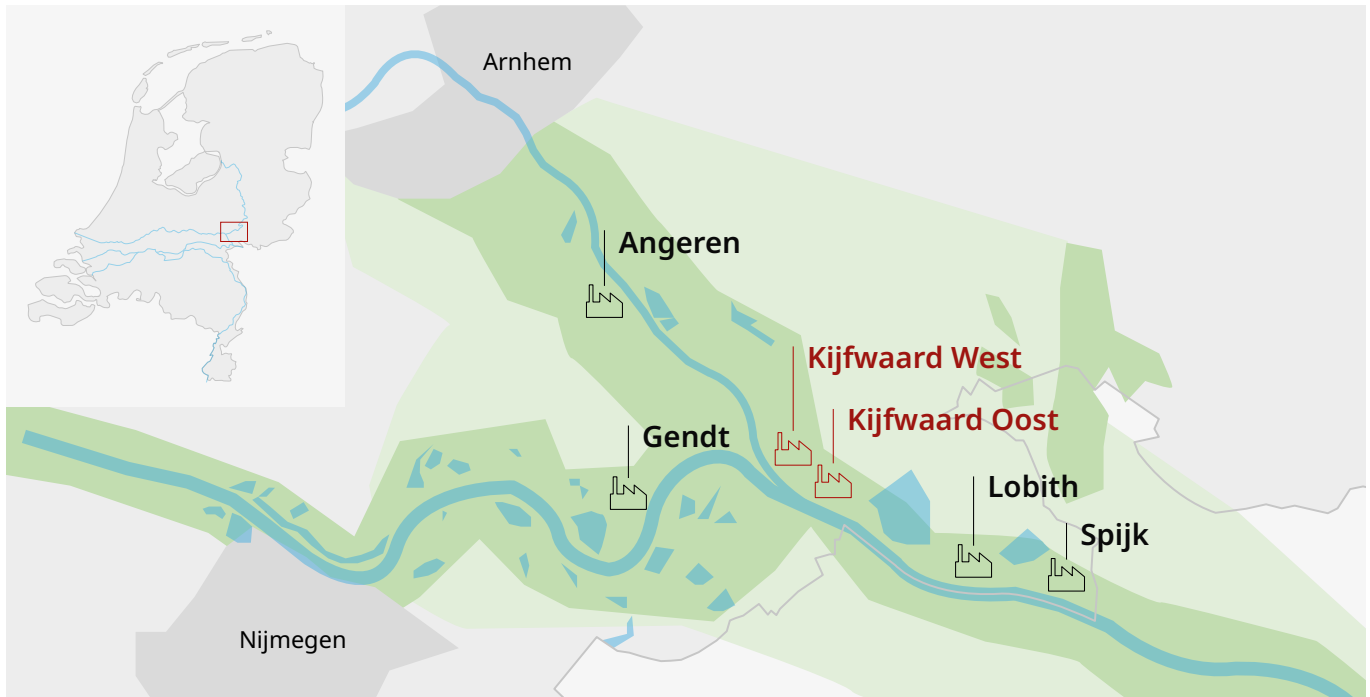 Arnhem
Angeren
Kijfwaard West
Kijfwaard Oost
Gendt
Lobith
Spijk
Nijmegen